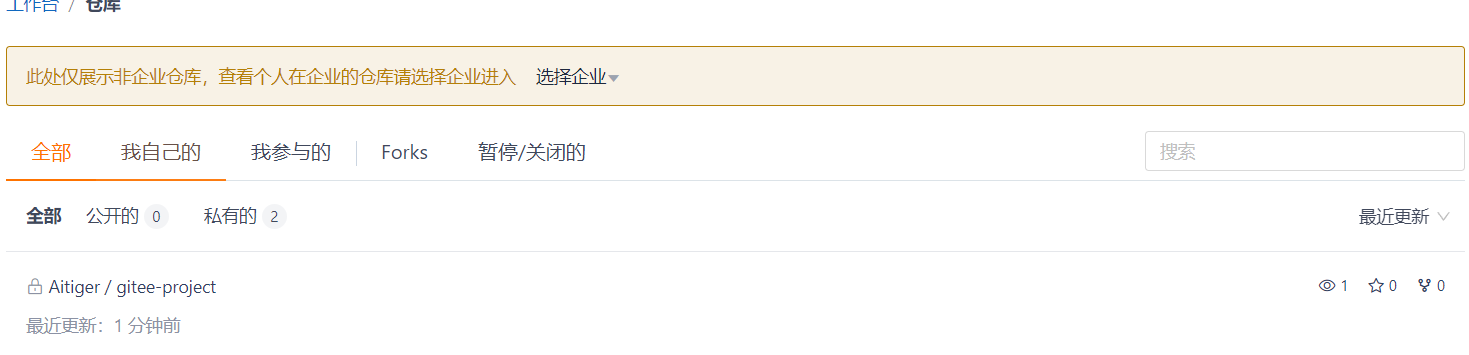 工作台 / 仓库
此处仅展示非企业仓库，查看个人在企业的仓库请选择企业进入 选择企业
全部 我自己的 我参与的 Forks 暂停/关闭的 搜索
全部 公开的 0 私有的 2 最近更新
Aitiger / gitee-project 1 0 0
最近更新：1 分钟前